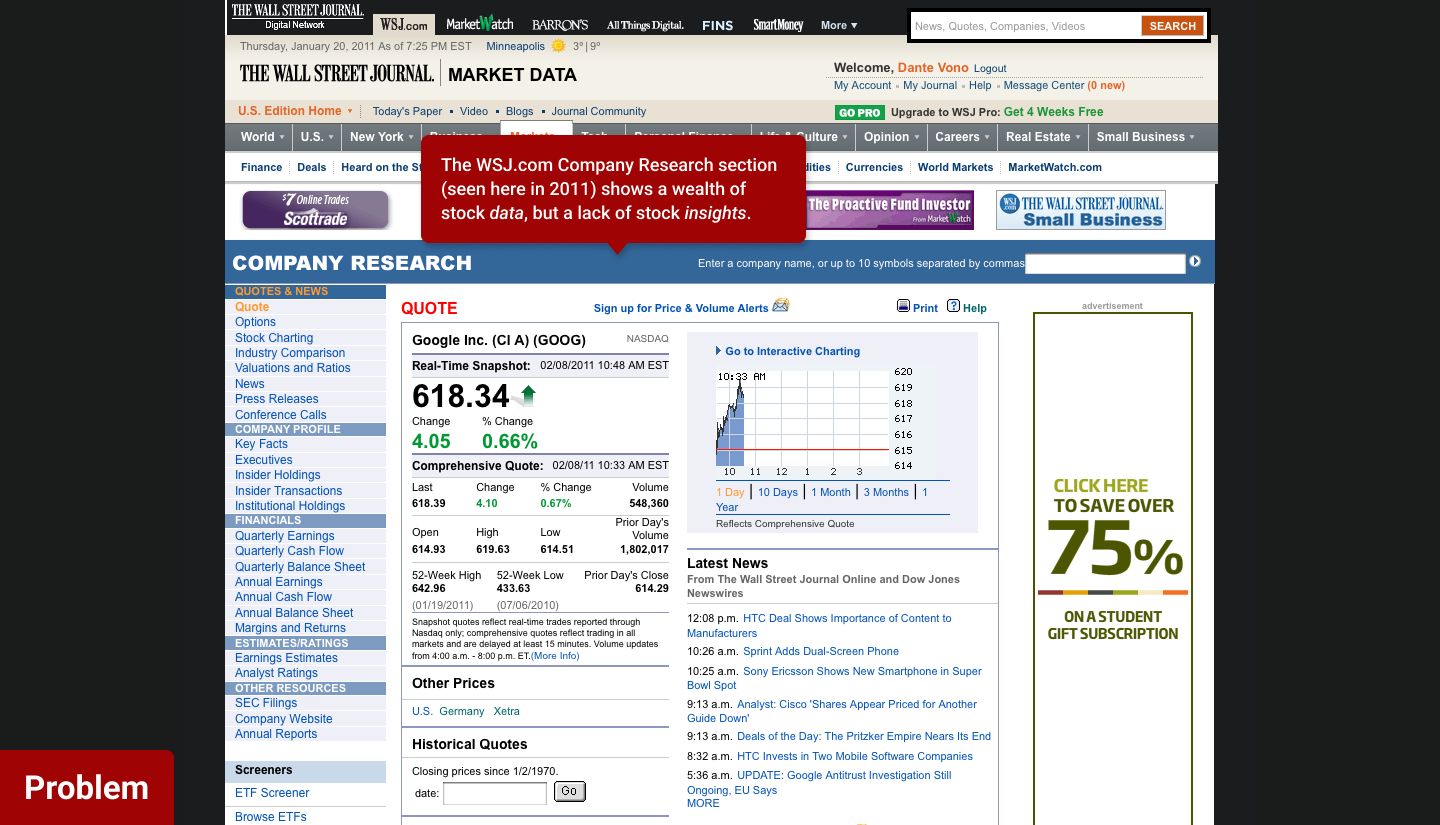 THE WALL STREET JOURNAL.
Digital Network
WSJ.com
MarketWatch
BARRON'S
All Things Digital.
FINS
SmartMoney
More
News, Quotes, Companies, Videos
SEARCH
Thursday, January 20, 2011 As of 7:25 PM EST
Minneapolis
3º | 9º
THE WALL STREET JOURNAL.
MARKET DATA
Welcome, Dante Vono Logout
My Account My Journal Help Message Center (0 new)
U.S. Edition Home
Today's Paper Video Blogs Journal Community
GO PRO Upgrade to WSJ Pro: Get 4 Weeks Free
World U.S. New York
Opinion Careers Real Estate Small Business
Finance Deals Heard on the
Currencies World Markets MarketWatch.com
The WSJ.com Company Research section
(seen here in 2011) shows a wealth of
stock data, but a lack of stock insights.
$7 Online Trades
Scottrade
The Proactive Fund Investor
From MarketWatch
WSJ.com
THE WALL STREET JOURNAL.
Small Business
COMPANY RESEARCH
Enter a company name, or up to 10 symbols separated by commas
QUOTES & NEWS
Quote
Options
Stock Charting
Industry Comparison
Valuations and Ratios
News
Press Releases
Conference Calls
COMPANY PROFILE
Key Facts
Executives
Insider Holdings
Insider Transactions
Institutional Holdings
FINANCIALS
Quarterly Earnings
Quarterly Cash Flow
Quarterly Balance Sheet
Annual Earnings
Annual Cash Flow
Annual Balance Sheet
Margins and Returns
ESTIMATES/RATINGS
Earnings Estimates
Analyst Ratings
OTHER RESOURCES
SEC Filings
Company Website
Annual Reports
Screeners
ETF Screener
Browse ETFs
QUOTE
Sign up for Price & Volume Alerts
Print
? Help
Google Inc. (Cl A) (GOOG)
NASDAQ
Real-Time Snapshot: 02/08/2011 10:48 AM EST
618.34
Change % Change
4.05 0.66%
Comprehensive Quote: 02/08/11 10:33 AM EST
Last Change % Change Volume
618.39 4.10 0.67% 548,360
Open High Low Prior Day's Volume
614.93 619.63 614.51 1,802,017
52-Week High 52-Week Low Prior Day's Close
642.96 433.63 614.29
(01/19/2011) (07/06/2010)
Snapshot quotes reflect real-time trades reported through
Nasdaq only; comprehensive quotes reflect trading in all
markets and are delayed at least 15 minutes. Volume updates
from 4:00 a.m. - 8:00 p.m. ET.(More Info)
Other Prices
U.S. Germany Xetra
Historical Quotes
Closing prices since 1/2/1970.
date:
Go
Go to Interactive Charting
10:33 AM
620
619
618
617
616
615
614
10 11 12 1 2 3
1 Day | 10 Days | 1 Month | 3 Months | 1
Year
Reflects Comprehensive Quote
Latest News
From The Wall Street Journal Online and Dow Jones
Newswires
12:08 p.m. HTC Deal Shows Importance of Content to
Manufacturers
10:26 a.m. Sprint Adds Dual-Screen Phone
10:25 a.m. Sony Ericsson Shows New Smartphone in Super
Bowl Spot
9:13 a.m. Analyst: Cisco 'Shares Appear Priced for Another
Guide Down'
9:13 a.m. Deals of the Day: The Pritzker Empire Nears Its End
8:32 a.m. HTC Invests in Two Mobile Software Companies
5:36 a.m. UPDATE: Google Antitrust Investigation Still
Ongoing, EU Says
MORE
advertisement
CLICK HERE
TO SAVE OVER
75%
ON A STUDENT
GIFT SUBSCRIPTION
Problem